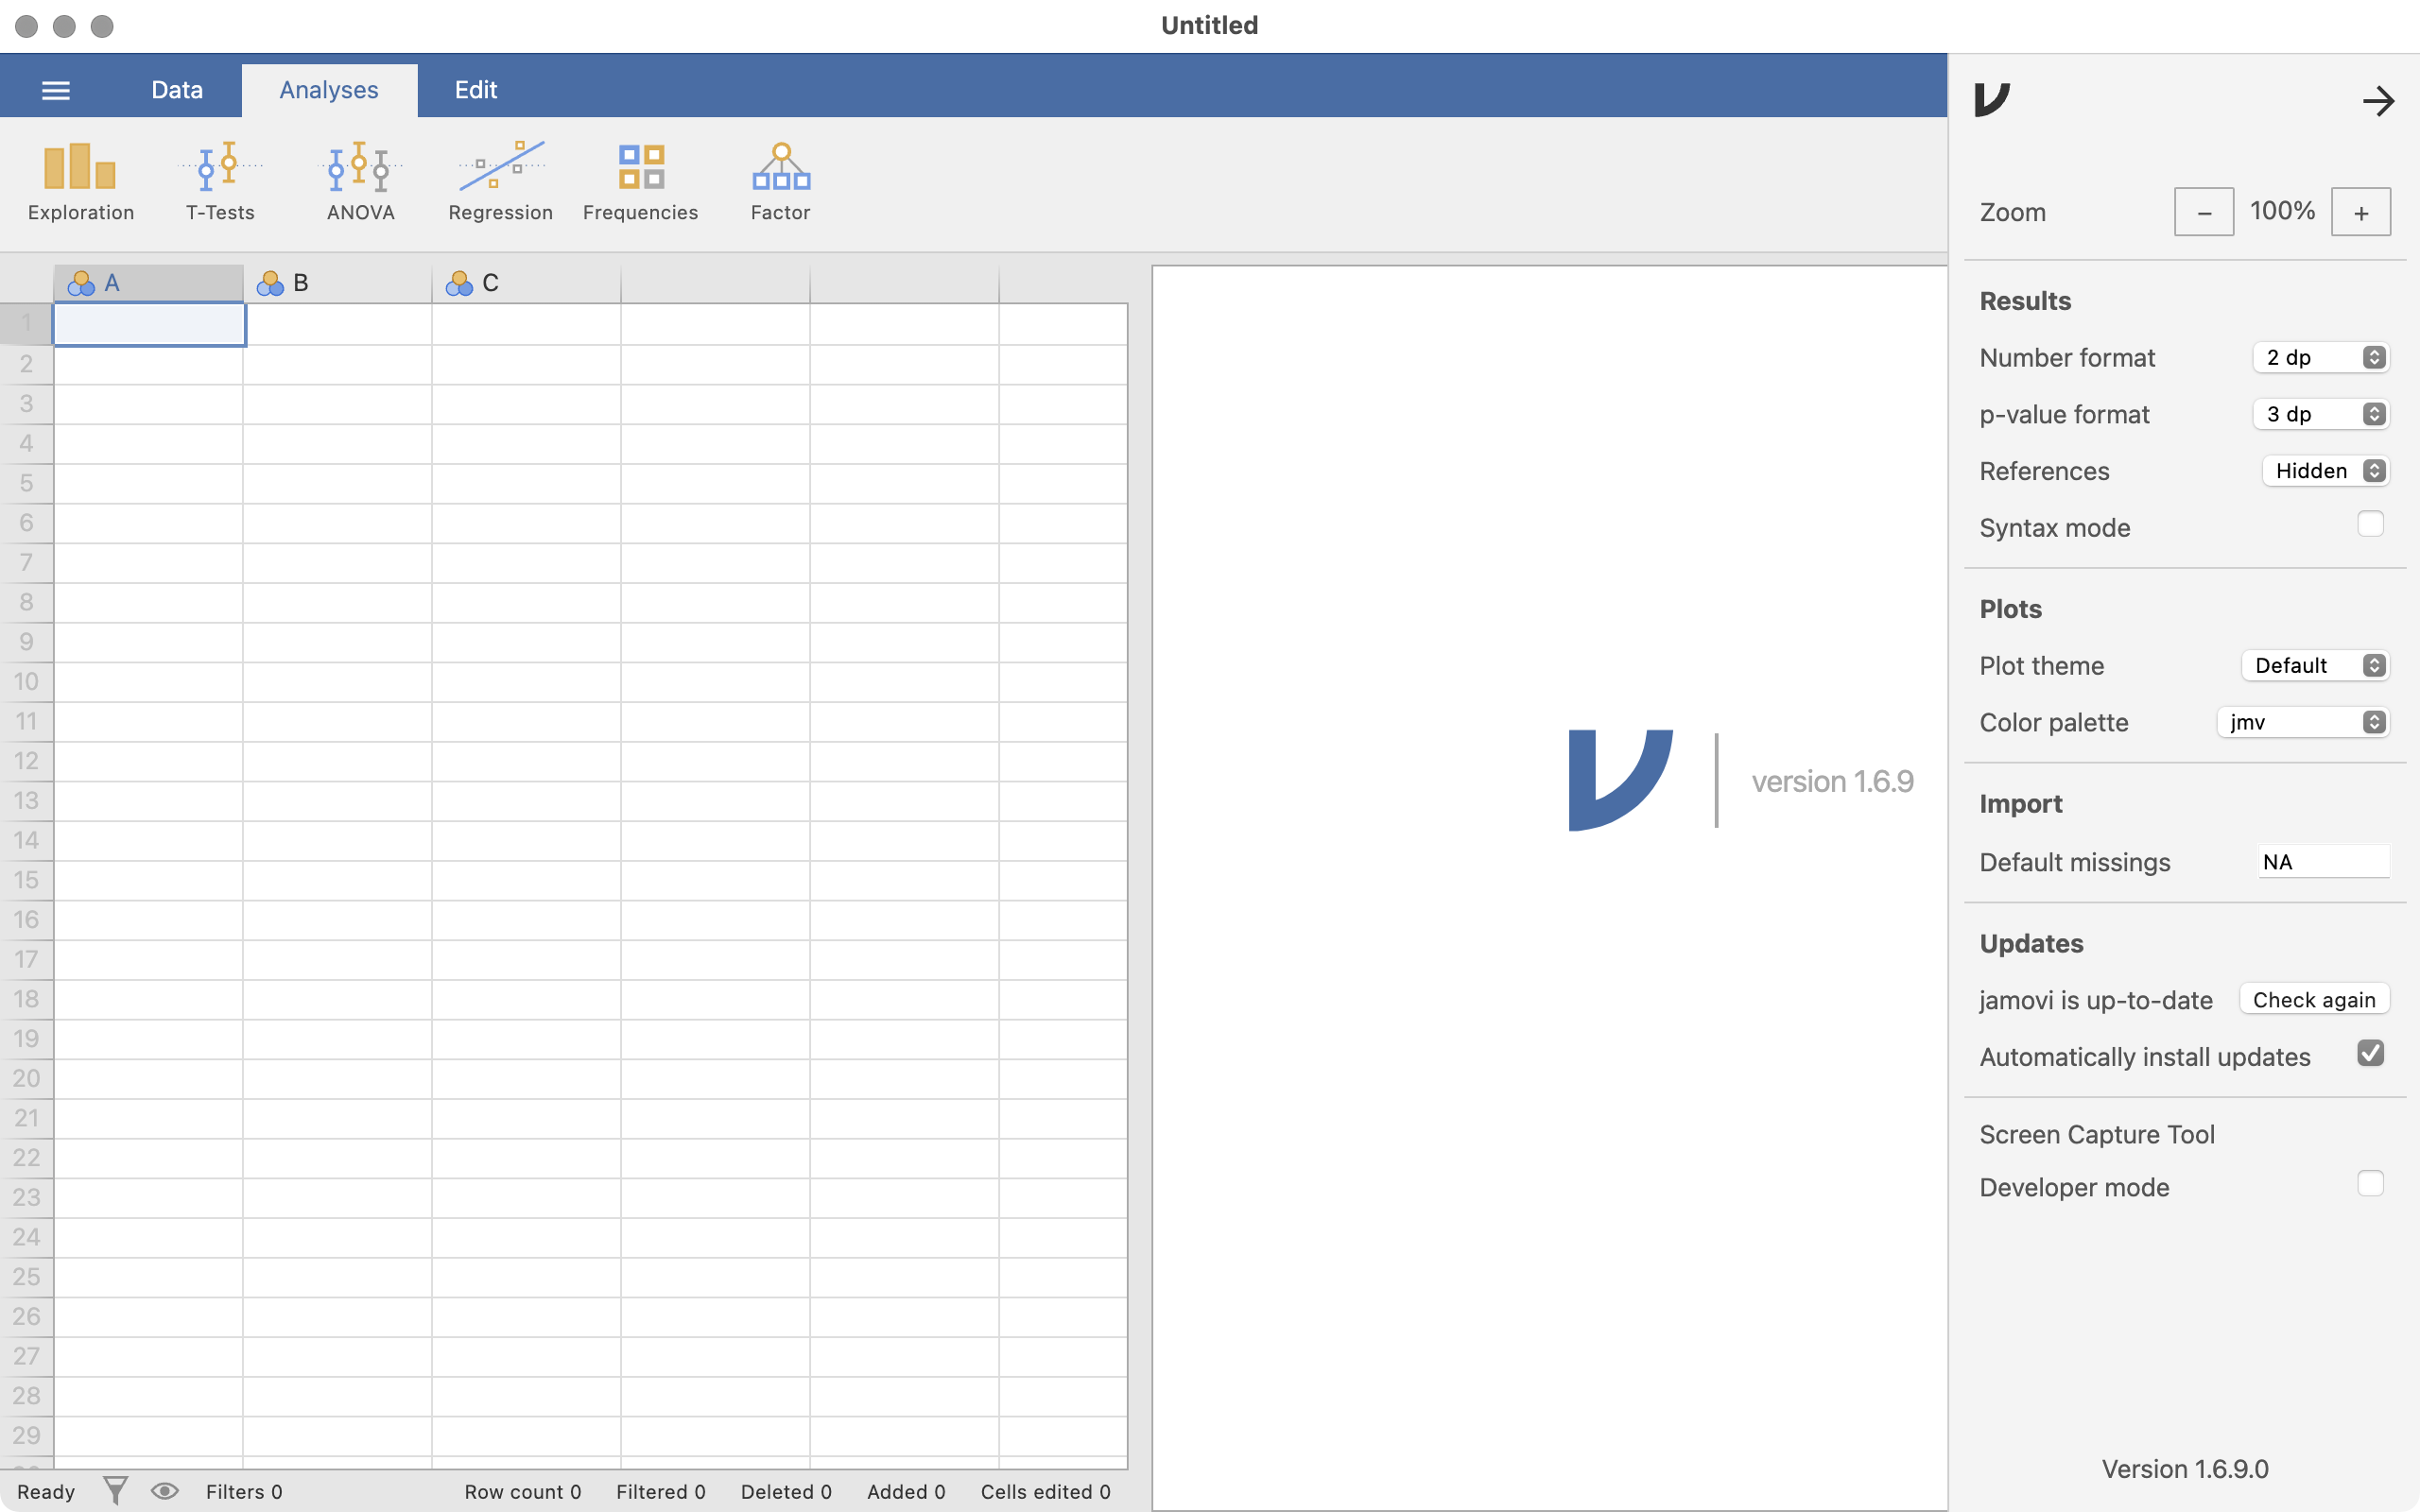 Untitled
Data Analyses Edit
Exploration T-Tests ANOVA Regression Frequencies Factor
A B C
1
2
3
4
5
6
7
8
9
10
11
12
13
14
15
16
17
18
19
20
21
22
23
24
25
26
27
28
29
Ready Filters 0 Row count 0 Filtered 0 Deleted 0 Added 0 Cells edited 0
version 1.6.9
Zoom − 100% +
Results
Number format 2 dp
p-value format 3 dp
References Hidden
Syntax mode
Plots
Plot theme Default
Color palette jmv
Import
Default missings NA
Updates
jamovi is up-to-date Check again
Automatically install updates
Screen Capture Tool
Developer mode
Version 1.6.9.0